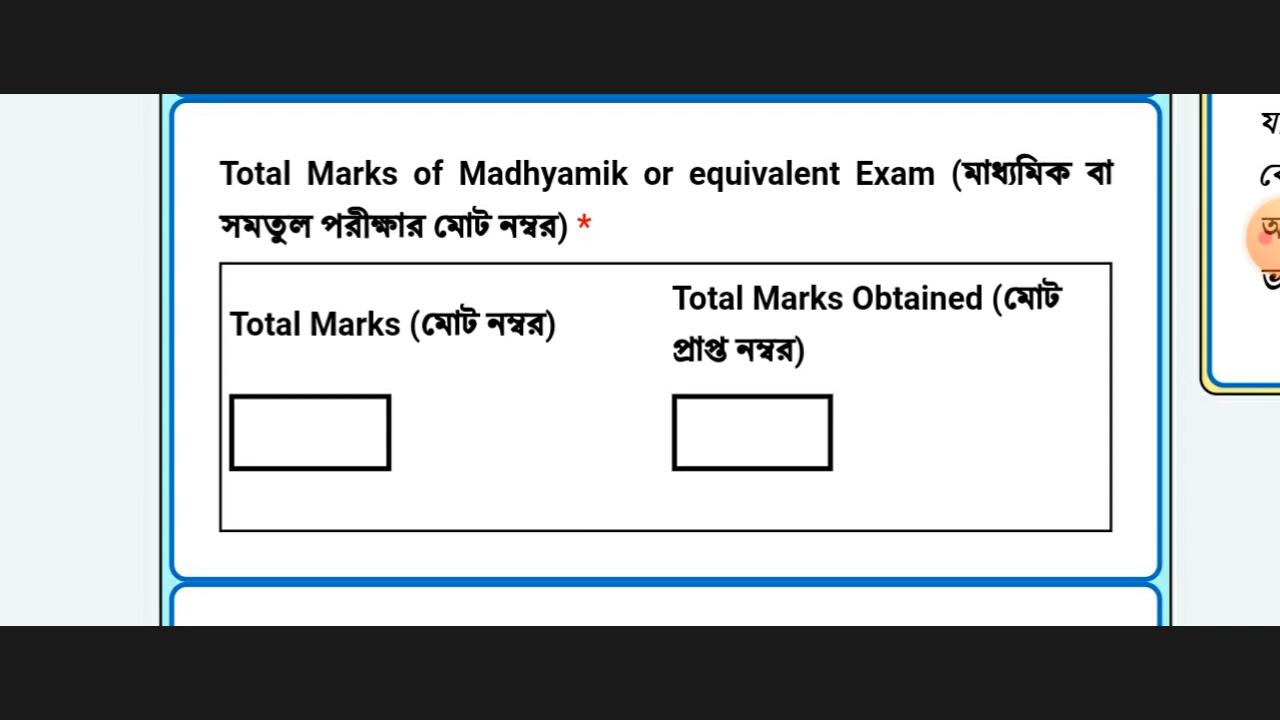 Total Marks of Madhyamik or equivalent Exam (মাধ্যমিক বা
সমতুল পরীক্ষার মোট নম্বর) *
Total Marks (মোট নম্বর)
Total Marks Obtained (মোট
প্রাপ্ত নম্বর)